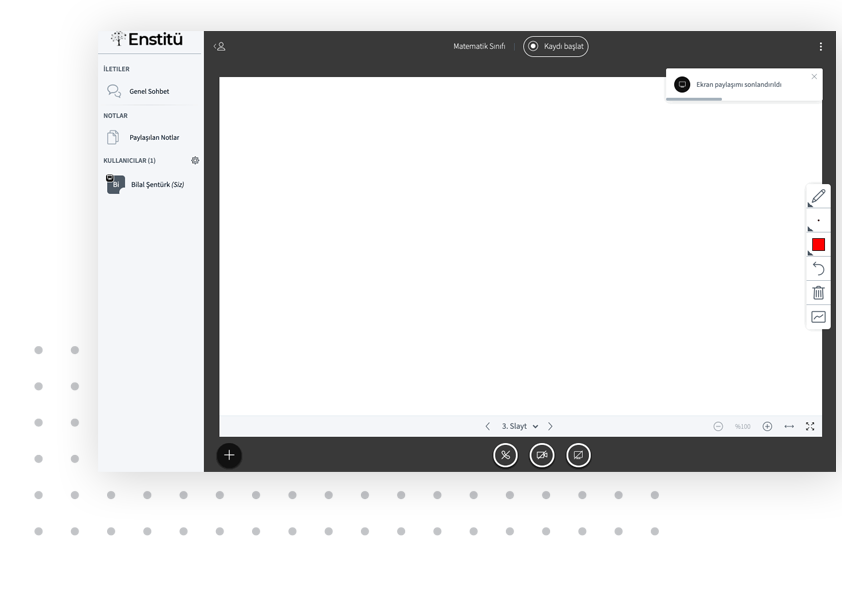 Enstitü
Matematik Sınıfı
Kaydı başlat
İLETİLER
Genel Sohbet
NOTLAR
Paylaşılan Notlar
KULLANICILAR (1)
Bi
Bilal Şentürk (Siz)
Ekran paylaşımı sonlandırıldı
3. Slayt
%100